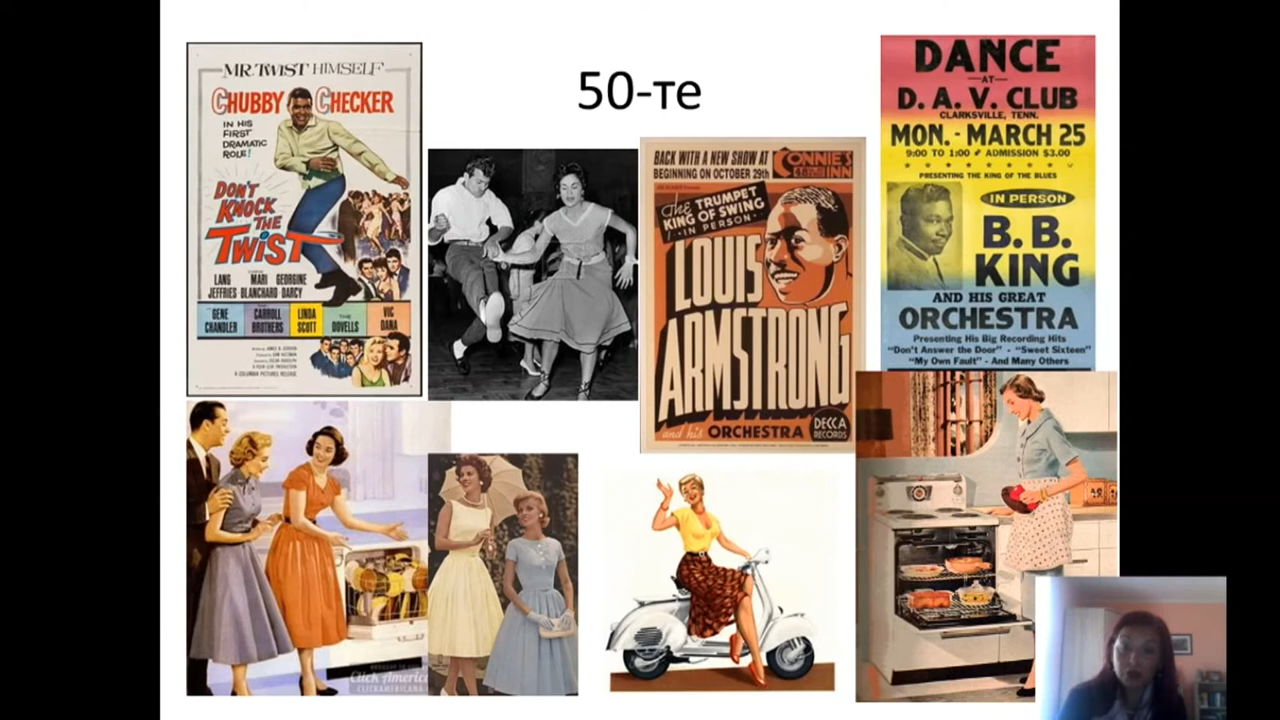 50-те
MR. TWIST HIMSELF
CHUBBY CHECKER
IN HIS
FIRST
DRAMATIC
ROLE!
DON'T
KNOCK
THE
TWIST
LANG MARI GEORGINE
JEFFRIES BLANCHARD DARCY
GENE CHANDLER
CARROLL BROTHERS
LINDA SCOTT
THE DOVELLS
VIC DANA
A COLUMBIA PICTURES RELEASE
BACK WITH A NEW SHOW AT
BEGINNING ON OCTOBER 29th
CONNIE'S
INN
The TRUMPET
KING OF SWING
IN PERSON
LOUIS
ARMSTRONG
and his ORCHESTRA
DECCA
RECORDS
DANCE
AT
D. A. V. CLUB
CLARKSVILLE, TENN.
MON. - MARCH 25
9:00 TO 1:00 ADMISSION $3.00
PRESENTING THE KING OF THE BLUES
IN PERSON
B. B.
KING
AND HIS GREAT
ORCHESTRA
Presenting His Big Recording Hits
"Don't Answer the Door" - "Sweet Sixteen"
"My Own Fault" - And Many Others
Click America
CLICKAMERICANA